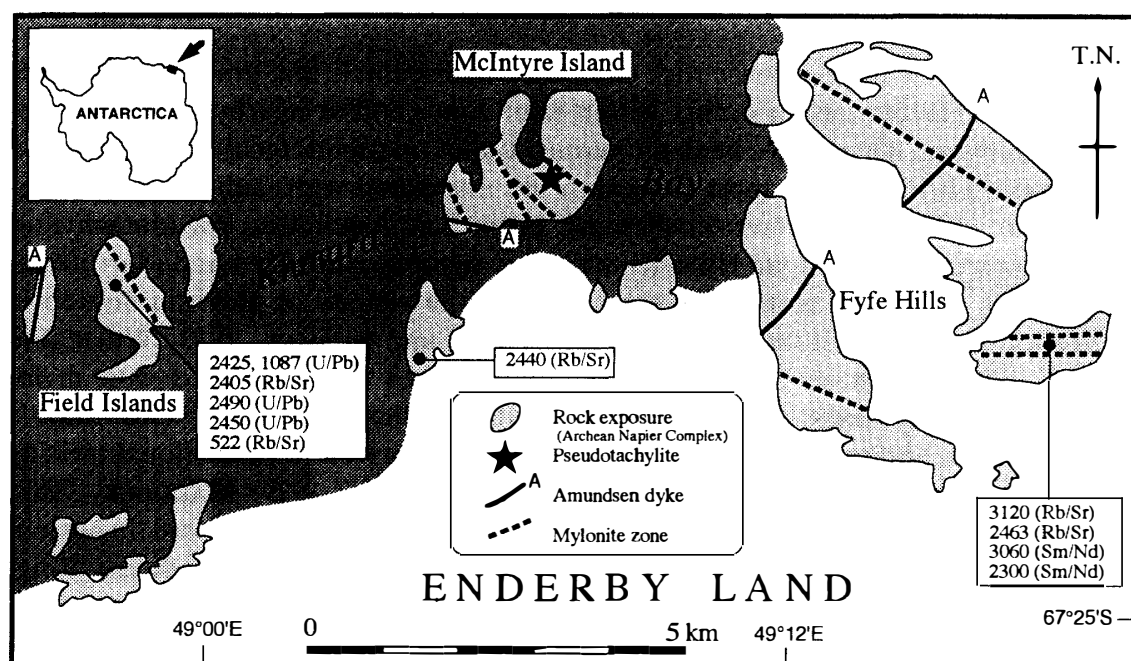 McIntyre Island
T.N.
ANTARCTICA
A
A
A
A
Bay
Fyfe Hills
Field Islands
2425, 1087 (U/Pb)
2405 (Rb/Sr)
2490 (U/Pb)
2450 (U/Pb)
522 (Rb/Sr)
2440 (Rb/Sr)
Rock exposure
(Archean Napier Complex)
Pseudotachylite
A
Amundsen dyke
Mylonite zone
3120 (Rb/Sr)
2463 (Rb/Sr)
3060 (Sm/Nd)
2300 (Sm/Nd)
ENDERBY LAND
49°00'E
0
5 km
49°12'E
67°25'S